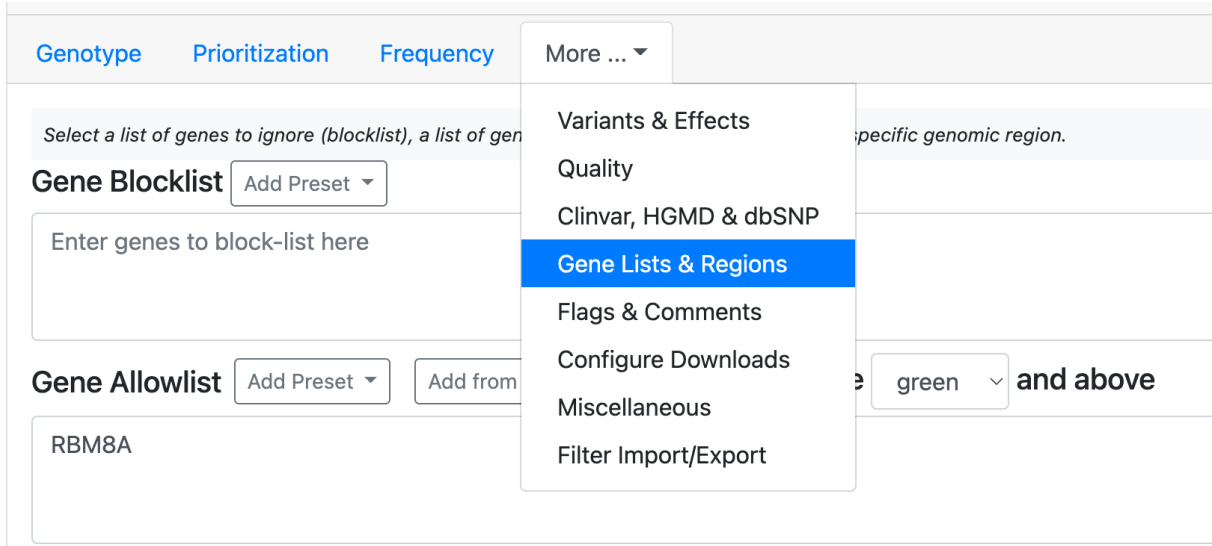 Genotype Prioritization Frequency More ...
Select a list of genes to ignore (blocklist), a list of gen
specific genomic region.
Gene Blocklist Add Preset
Enter genes to block-list here
Variants & Effects
Quality
Clinvar, HGMD & dbSNP
Gene Lists & Regions
Flags & Comments
Configure Downloads
Miscellaneous
Filter Import/Export
Gene Allowlist Add Preset Add from
green and above
RBM8A